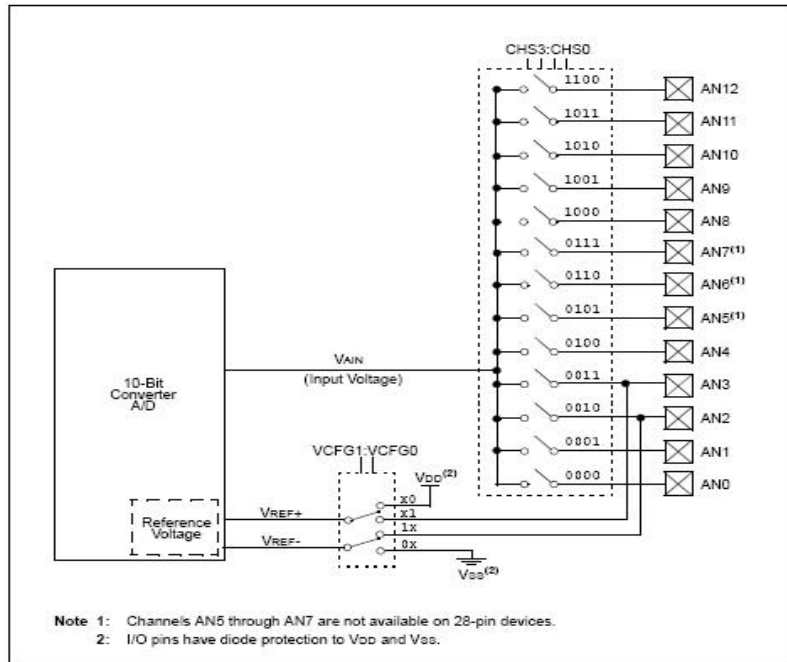 CHS3:CHS0
1100 AN12
1011 AN11
1010 AN10
1001 AN9
1000 AN8
0111 AN7(1)
0110 AN6(1)
0101 AN5(1)
0100 AN4
VAIN
(Input Voltage)
0011 AN3
10-Bit
Converter
A/D
0010 AN2
VCFG1:VCFG0
0001 AN1
VDD(2)
0000 AN0
X0
VREF+
X1
Reference
Voltage
1X
VREF-
0X
VSS(2)
Note 1: Channels AN5 through AN7 are not available on 28-pin devices.
2: I/O pins have diode protection to VDD and VSS.